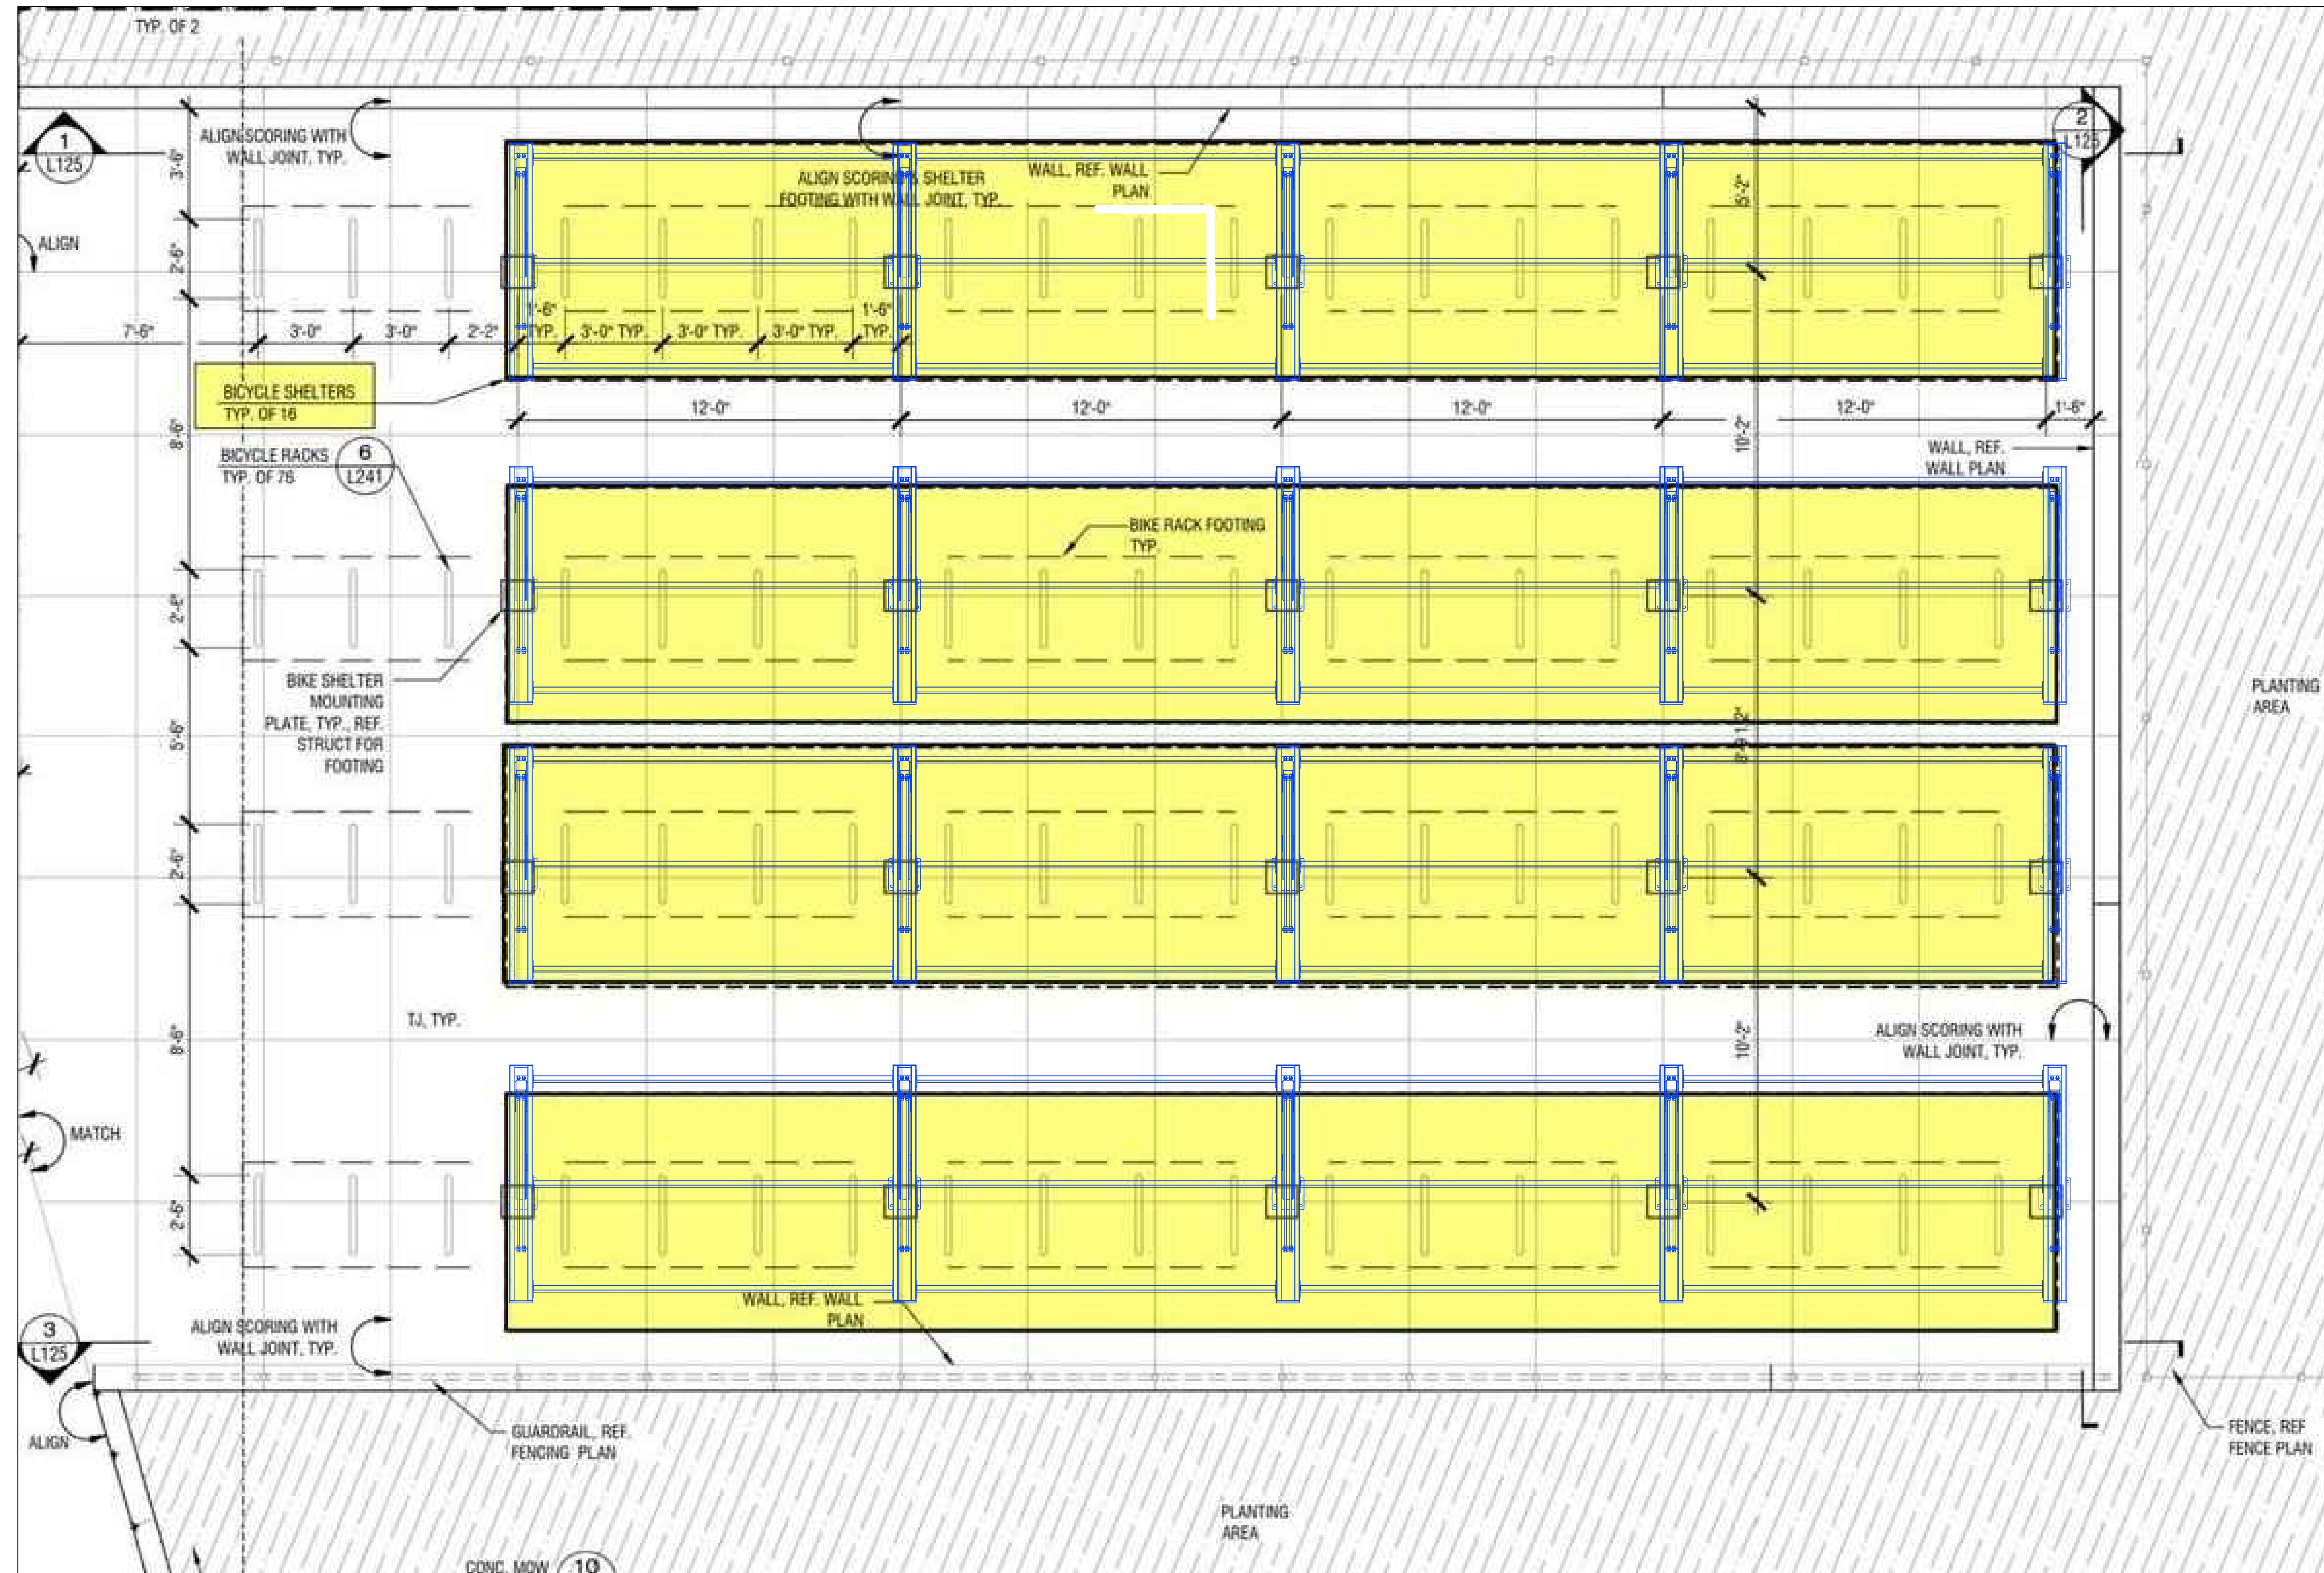 TYP. OF 2
1
L125
ALIGN SCORING WITH
WALL JOINT, TYP.
3'-6"
ALIGN SCORING & SHELTER
FOOTING WITH WALL JOINT, TYP.
WALL, REF. WALL
PLAN
2
L125
5'-2"
ALIGN
2'-6"
7'-6"
3'-0"
3'-0"
2'-2"
1'-6"
TYP.
3'-0" TYP.
3'-0" TYP.
3'-0" TYP.
1'-6"
TYP.
BICYCLE SHELTERS
TYP. OF 16
12'-0"
12'-0"
12'-0"
12'-0"
1'-6"
8'-6"
10'-2"
BICYCLE RACKS
TYP. OF 76
6
L241
WALL, REF.
WALL PLAN
BIKE RACK FOOTING
TYP.
2'-6"
BIKE SHELTER
MOUNTING
PLATE, TYP., REF.
STRUCT FOR
FOOTING
5'-6"
8'-9 1/2"
PLANTING
AREA
2'-6"
TJ, TYP.
8'-6"
10'-2"
ALIGN SCORING WITH
WALL JOINT, TYP.
MATCH
2'-6"
WALL, REF. WALL
PLAN
3
L125
ALIGN SCORING WITH
WALL JOINT, TYP.
ALIGN
GUARDRAIL, REF.
FENCING PLAN
FENCE, REF
FENCE PLAN
PLANTING
AREA
CONC. MOW
10